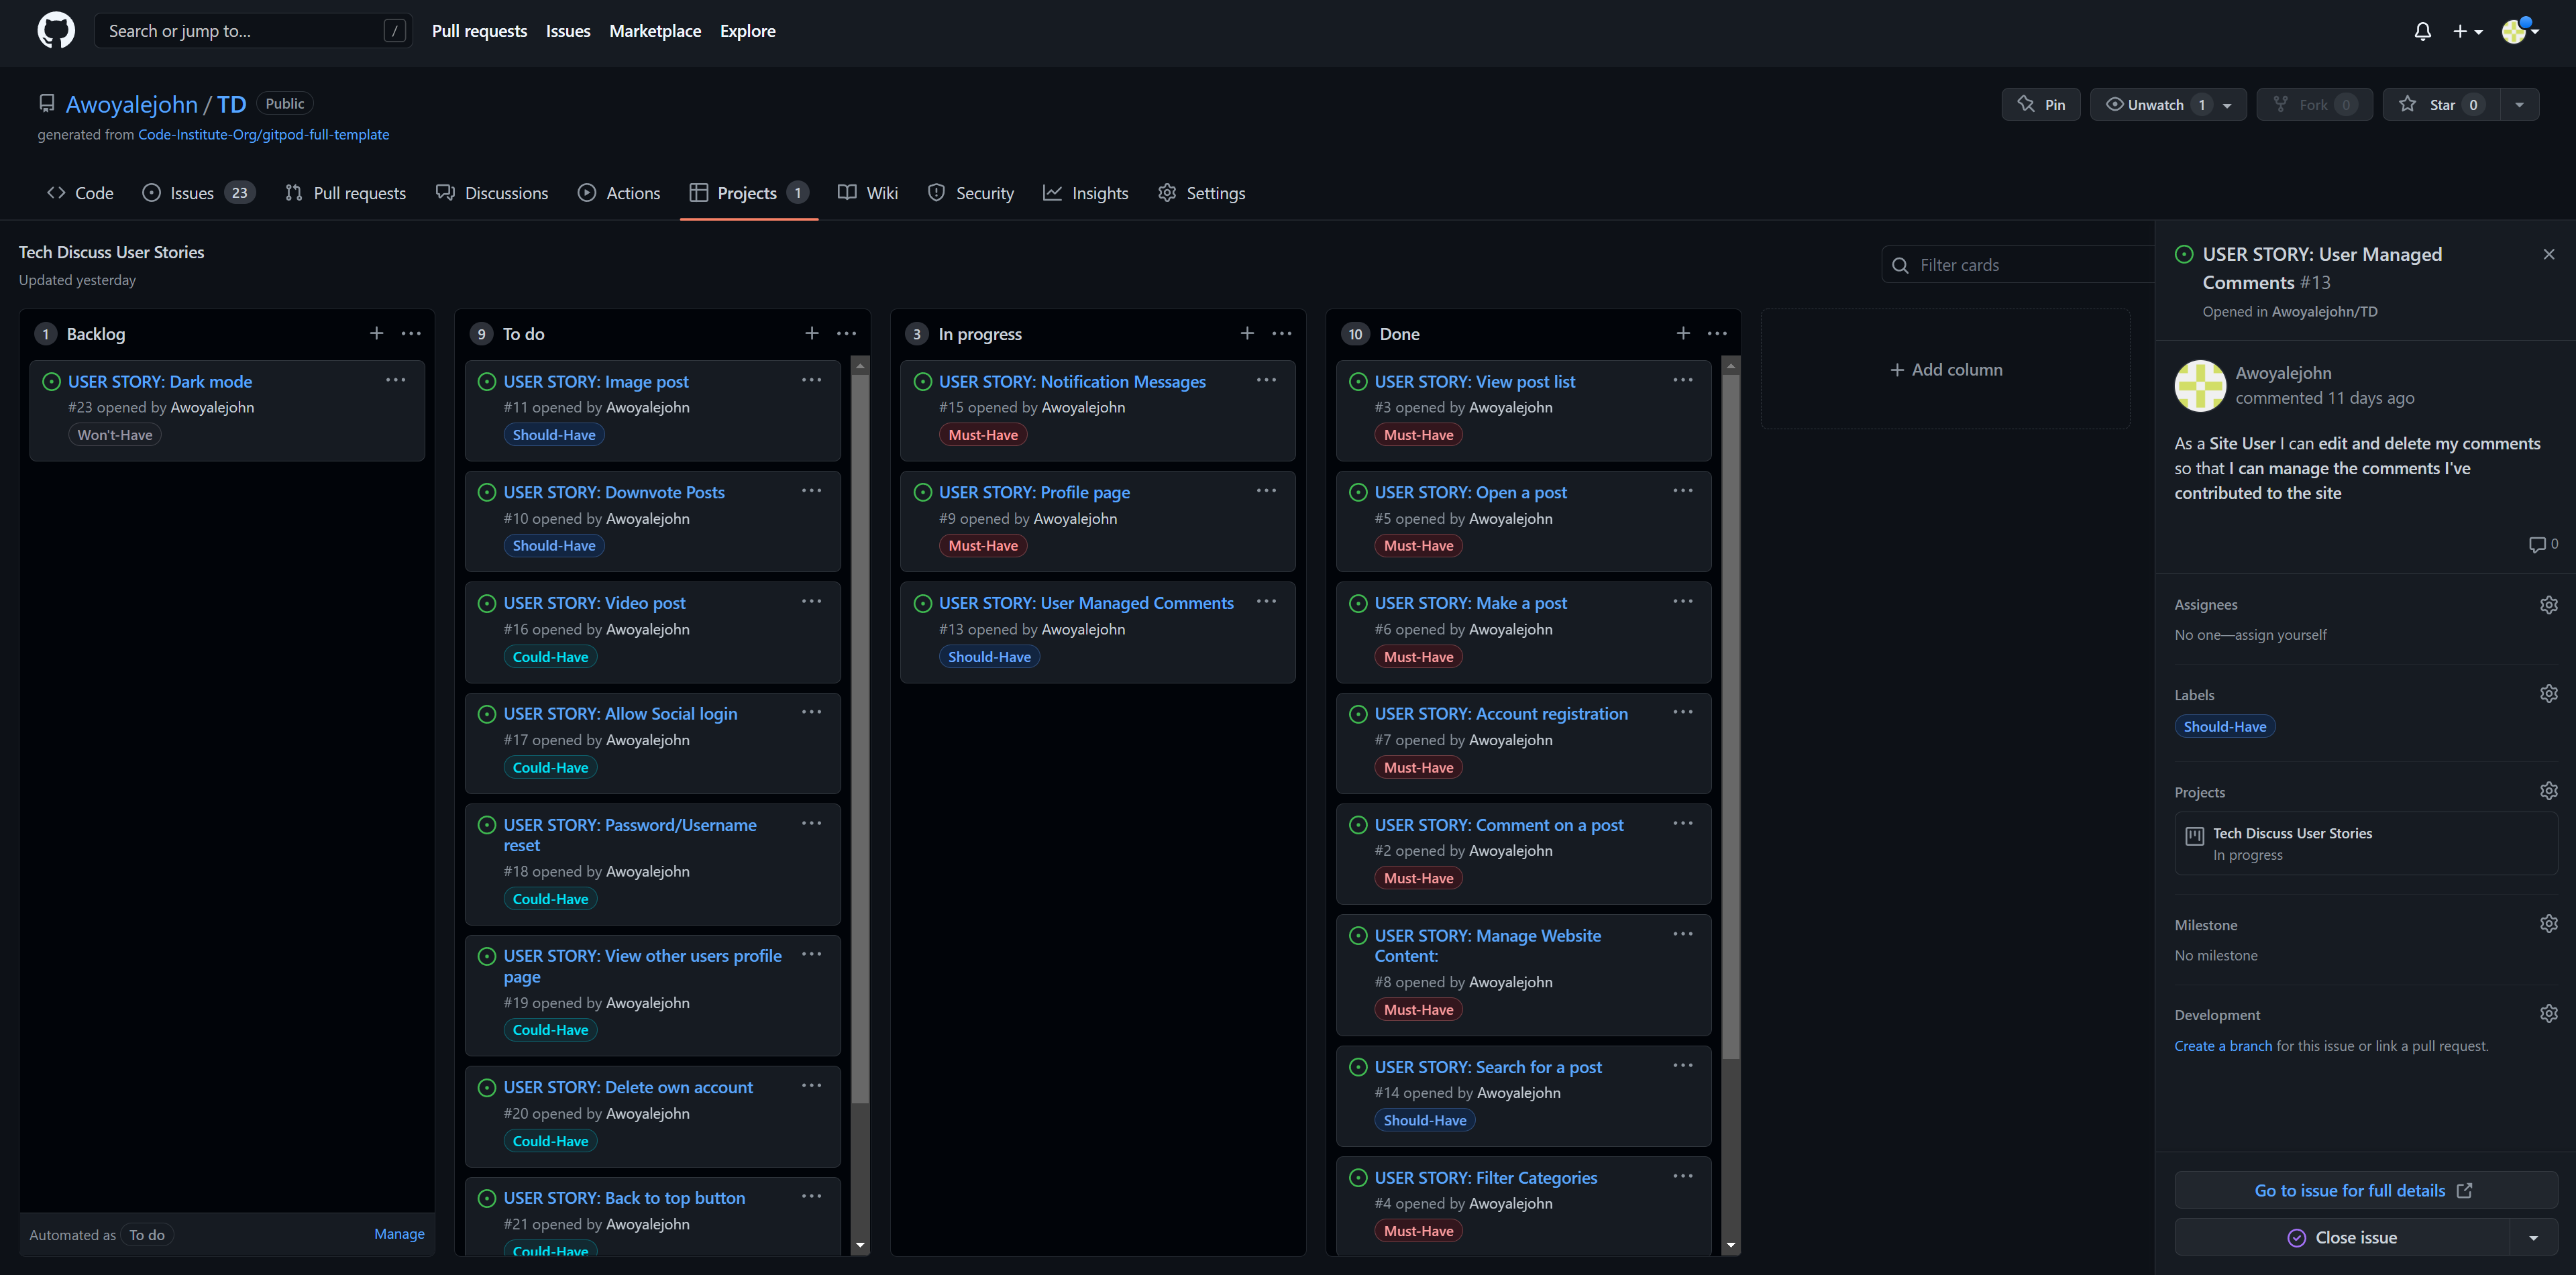 Search or jump to...
/
Pull requests
Issues
Marketplace
Explore
Awoyalejohn / TD
Public
generated from Code-Institute-Org/gitpod-full-template
Pin
Unwatch 1
Fork 0
Star 0
Code
Issues 23
Pull requests
Discussions
Actions
Projects 1
Wiki
Security
Insights
Settings
Tech Discuss User Stories
Updated yesterday
Filter cards
1 Backlog
USER STORY: Dark mode
#23 opened by Awoyalejohn
Won't-Have
Automated as To do
Manage
9 To do
USER STORY: Image post
#11 opened by Awoyalejohn
Should-Have
USER STORY: Downvote Posts
#10 opened by Awoyalejohn
Should-Have
USER STORY: Video post
#16 opened by Awoyalejohn
Could-Have
USER STORY: Allow Social login
#17 opened by Awoyalejohn
Could-Have
USER STORY: Password/Username
reset
#18 opened by Awoyalejohn
Could-Have
USER STORY: View other users profile
page
#19 opened by Awoyalejohn
Could-Have
USER STORY: Delete own account
#20 opened by Awoyalejohn
Could-Have
USER STORY: Back to top button
#21 opened by Awoyalejohn
Could-Have
3 In progress
USER STORY: Notification Messages
#15 opened by Awoyalejohn
Must-Have
USER STORY: Profile page
#9 opened by Awoyalejohn
Must-Have
USER STORY: User Managed Comments
#13 opened by Awoyalejohn
Should-Have
10 Done
USER STORY: View post list
#3 opened by Awoyalejohn
Must-Have
USER STORY: Open a post
#5 opened by Awoyalejohn
Must-Have
USER STORY: Make a post
#6 opened by Awoyalejohn
Must-Have
USER STORY: Account registration
#7 opened by Awoyalejohn
Must-Have
USER STORY: Comment on a post
#2 opened by Awoyalejohn
Must-Have
USER STORY: Manage Website
Content:
#8 opened by Awoyalejohn
Must-Have
USER STORY: Search for a post
#14 opened by Awoyalejohn
Should-Have
USER STORY: Filter Categories
#4 opened by Awoyalejohn
Must-Have
+ Add column
USER STORY: User Managed
Comments #13
Opened in Awoyalejohn/TD
Awoyalejohn
commented 11 days ago
As a Site User I can edit and delete my comments
so that I can manage the comments I've
contributed to the site
0
Assignees
No one—assign yourself
Labels
Should-Have
Projects
Tech Discuss User Stories
In progress
Milestone
No milestone
Development
Create a branch for this issue or link a pull request.
Go to issue for full details
Close issue